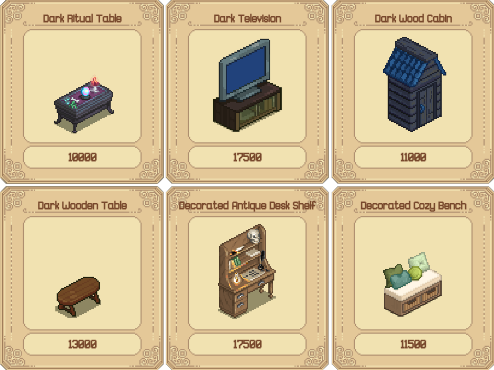 Dark Ritual Table
Dark Television
Dark Wood Cabin
10000
17500
11000
Dark Wooden Table
Decorated Antique Desk Shelf
Decorated Cozy Bench
13000
17500
11500